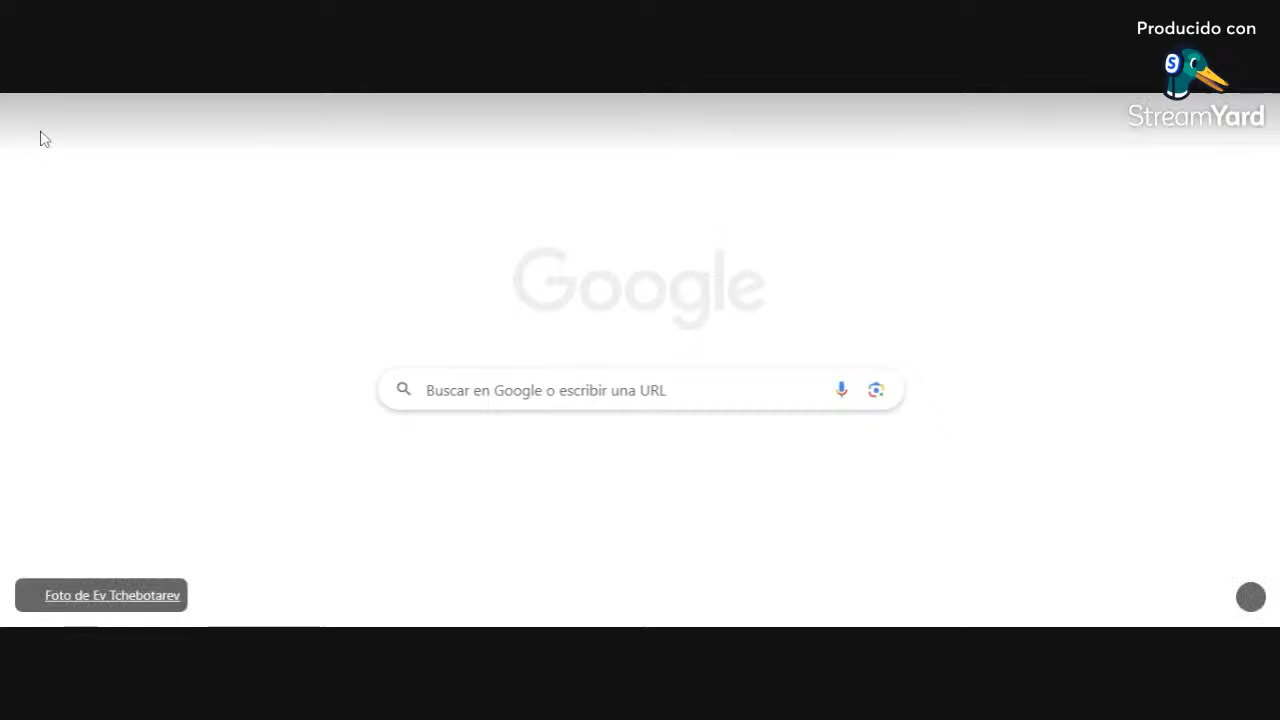 Producido con
S
StreamYard
Google
Buscar en Google o escribir una URL
Foto de Ev Tchebotarev